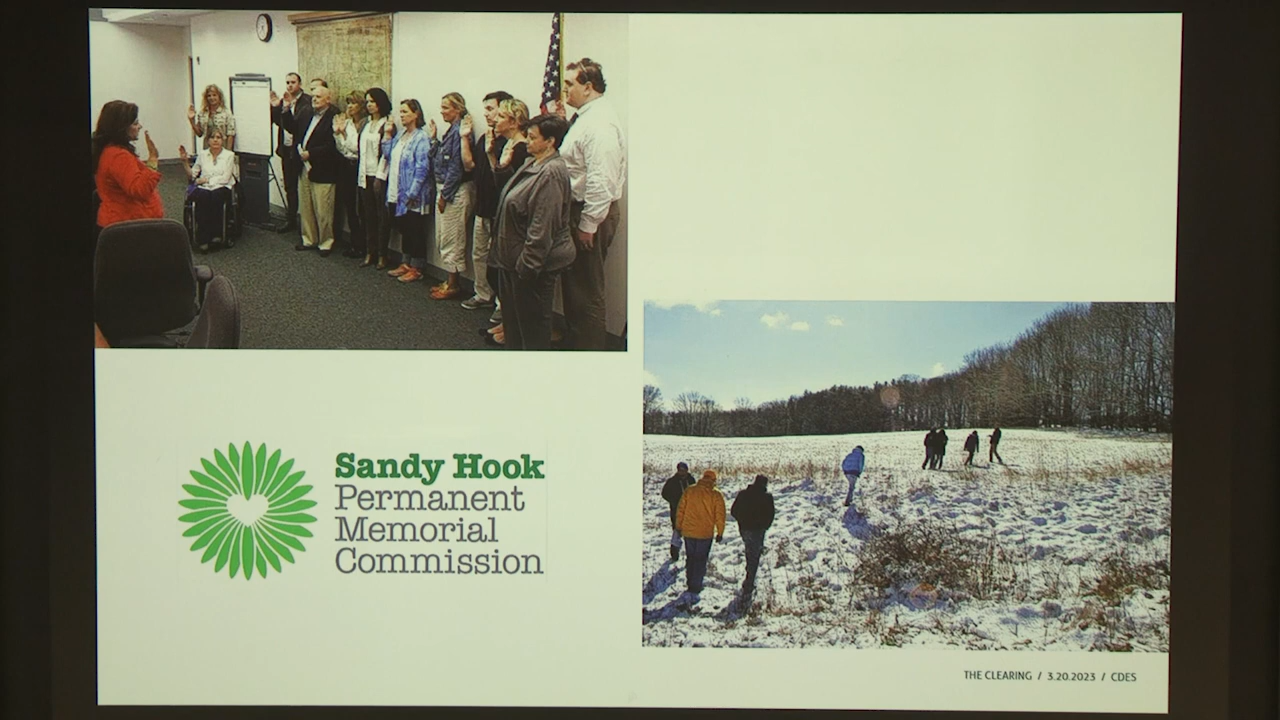 Sandy Hook
Permanent
Memorial
Commission
THE CLEARING / 3.20.2023 / CDES